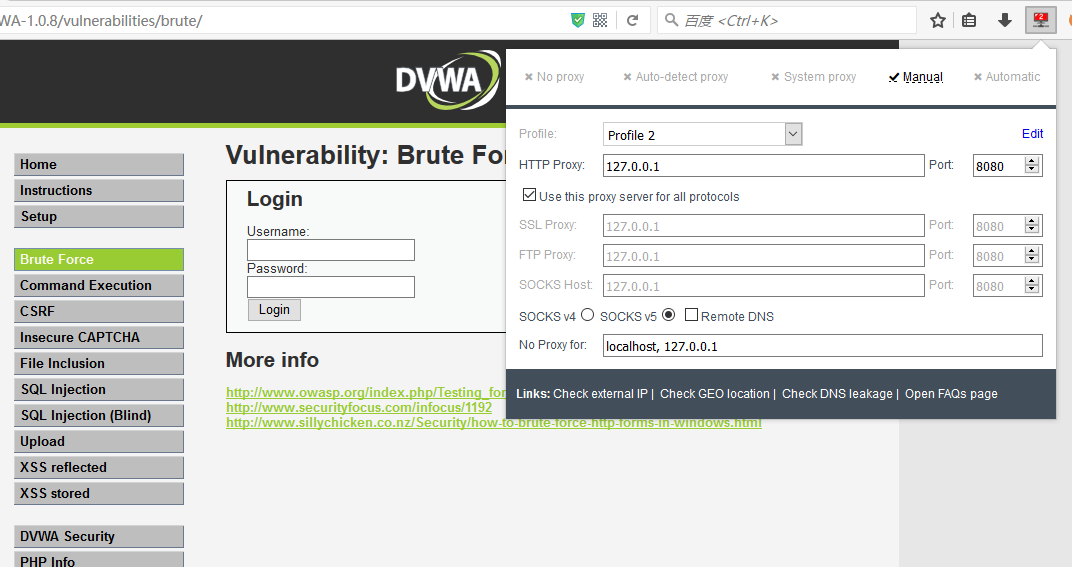 WA-1.0.8/vulnerabilities/brute/
百度 <Ctrl+K>
2
DVWA
No proxy
Auto-detect proxy
System proxy
Manual
Automatic
Profile:
Profile 2
Edit
HTTP Proxy:
127.0.0.1
Port:
8080
Use this proxy server for all protocols
SSL Proxy:
127.0.0.1
Port:
8080
FTP Proxy:
127.0.0.1
Port:
8080
SOCKS Host:
127.0.0.1
Port:
8080
SOCKS v4
SOCKS v5
Remote DNS
No Proxy for:
localhost, 127.0.0.1
Links: Check external IP | Check GEO location | Check DNS leakage | Open FAQs page
Home
Instructions
Setup
Brute Force
Command Execution
CSRF
Insecure CAPTCHA
File Inclusion
SQL Injection
SQL Injection (Blind)
Upload
XSS reflected
XSS stored
DVWA Security
PHP Info
Vulnerability: Brute Fo
Login
Username:
Password:
Login
More info
http://www.owasp.org/index.php/Testing_for
http://www.securityfocus.com/infocus/1192
http://www.sillychicken.co.nz/Security/how-to-brute-force-http-forms-in-windows.html